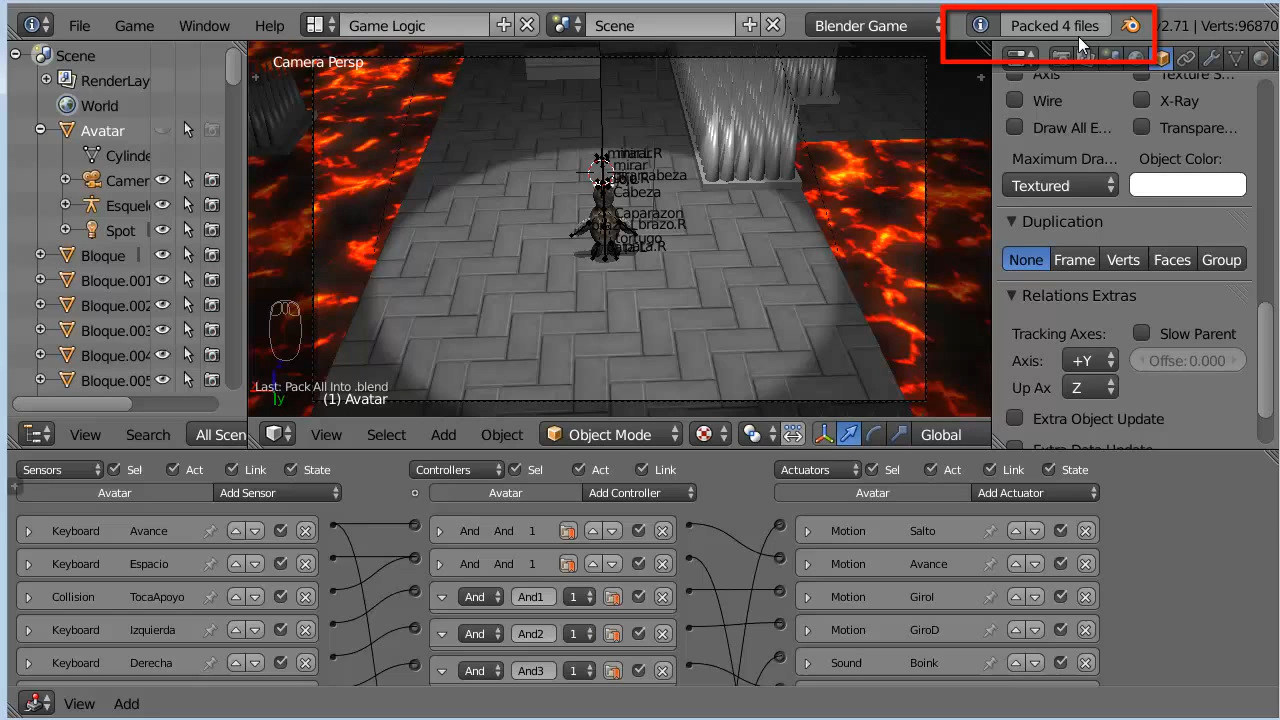 File Game Window Help Game Logic Scene Blender Game Packed 4 files v2.71 | Verts:96870
Scene
RenderLay
World
Avatar
Cylinde
Camer
Esquel
Spot
Bloque
Bloque.001
Bloque.002
Bloque.003
Bloque.004
Bloque.005
View Search All Scen
Camera Persp
mirar
Cabeza
Caparazon
Last: Pack All Into .blend
(1) Avatar
View Select Add Object Object Mode Global
Axis Texture S...
Wire X-Ray
Draw All E... Transpare...
Maximum Dra... Object Color:
Textured
Duplication
None Frame Verts Faces Group
Relations Extras
Tracking Axes: Slow Parent
Axis: +Y Offse: 0.000
Up Ax Z
Extra Object Update
Extra Data Update
Sensors Sel Act Link State Controllers Sel Act Link Actuators Sel Act Link State
Avatar Add Sensor Avatar Add Controller Avatar Add Actuator
Keyboard Avance And And 1 Motion Salto
Keyboard Espacio And And 1 Motion Avance
Collision TocaApoyo And And1 1 Motion GiroI
Keyboard Izquierda And And2 1 Motion GiroD
Keyboard Derecha And And3 1 Sound Boink
View Add